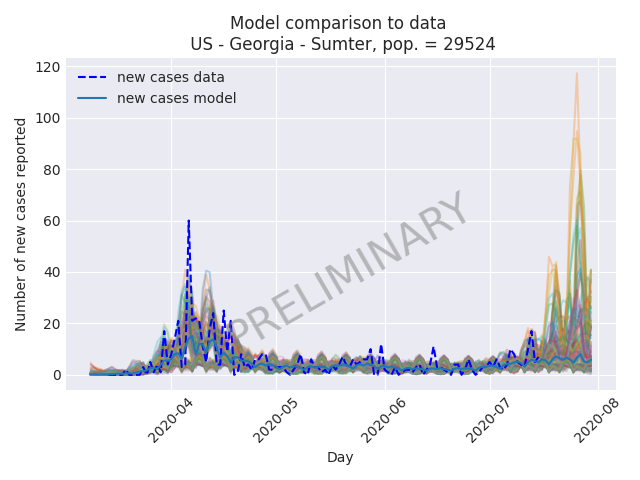 Model comparison to data
US - Georgia - Sumter, pop. = 29524
new cases data
new cases model
Number of new cases reported
120
100
80
60
40
20
0
PRELIMINARY
2020-04
2020-05
2020-06
2020-07
2020-08
Day